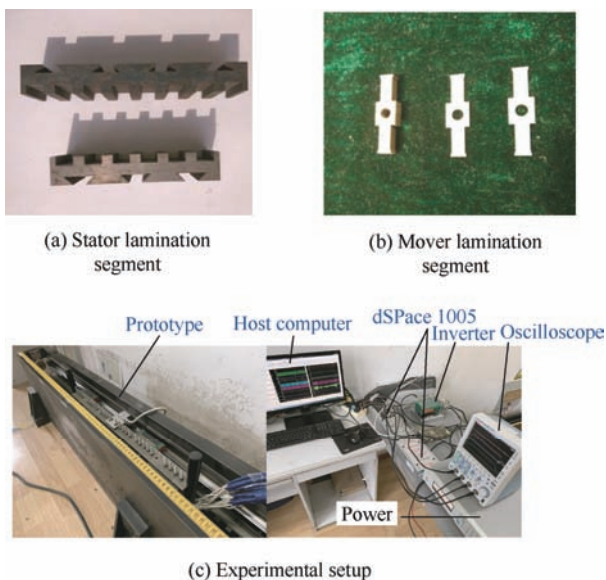 (a) Stator lamination
segment
(b) Mover lamination
segment
Prototype
Host computer
dSPace 1005
Inverter
Oscilloscope
Power
(c) Experimental setup